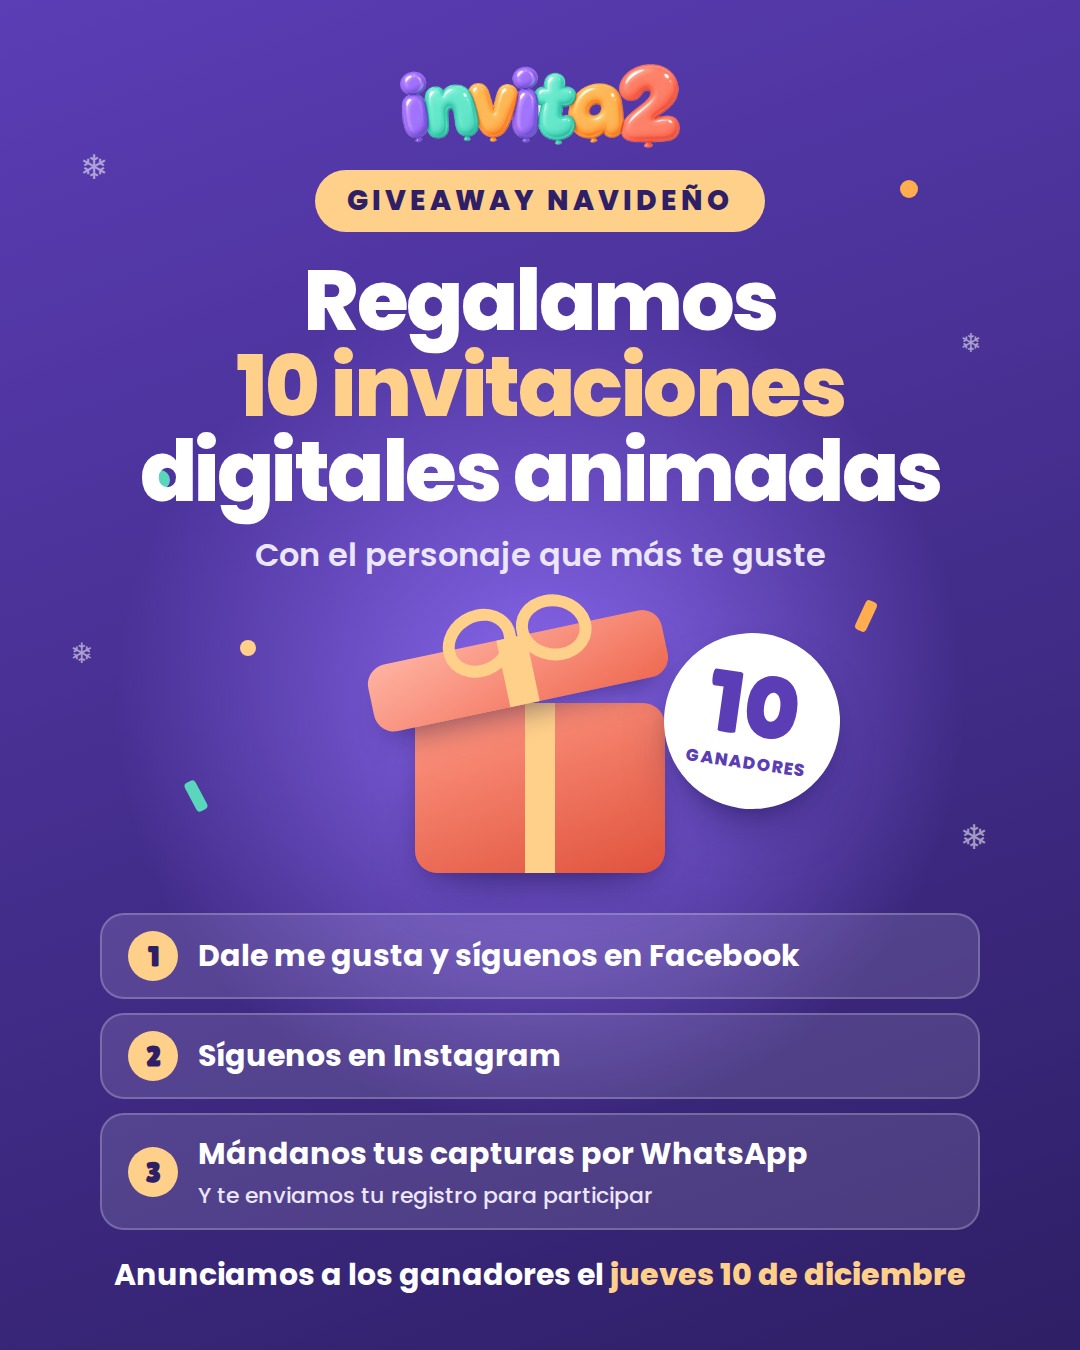 invita2
GIVEAWAY NAVIDEÑO
Regalamos
10 invitaciones
digitales animadas
Con el personaje que más te guste
10
GANADORES
1 Dale me gusta y síguenos en Facebook
2 Síguenos en Instagram
3 Mándanos tus capturas por WhatsApp
Y te enviamos tu registro para participar
Anunciamos a los ganadores el jueves 10 de diciembre